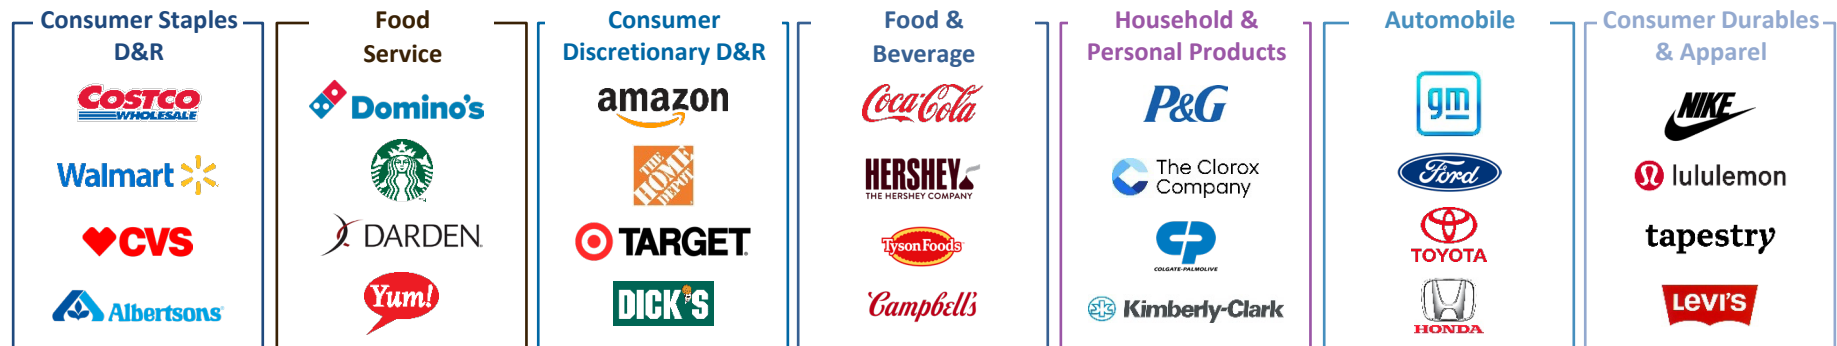 Consumer Staples
D&R
COSTCO
WHOLESALE
Walmart
CVS
Albertsons
Food
Service
Domino's
DARDEN
Yum!
Consumer
Discretionary D&R
amazon
THE
HOME
DEPOT
TARGET
DICK'S
Food &
Beverage
Coca-Cola
HERSHEY
THE HERSHEY COMPANY
Tyson Foods
Campbell's
Household &
Personal Products
P&G
The Clorox
Company
CP
COLGATE-PALMOLIVE
Kimberly-Clark
Automobile
gm
Ford
TOYOTA
HONDA
Consumer Durables
& Apparel
NIKE
lululemon
tapestry
LEVI'S